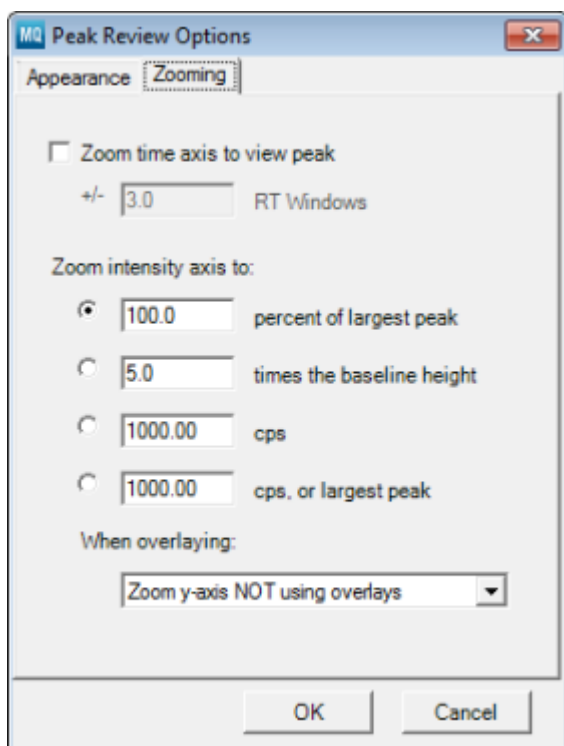 MQ Peak Review Options
Appearance Zooming
Zoom time axis to view peak
+/- 3.0 RT Windows
Zoom intensity axis to:
100.0 percent of largest peak
5.0 times the baseline height
1000.00 cps
1000.00 cps, or largest peak
When overlaying:
Zoom y-axis NOT using overlays
OK Cancel